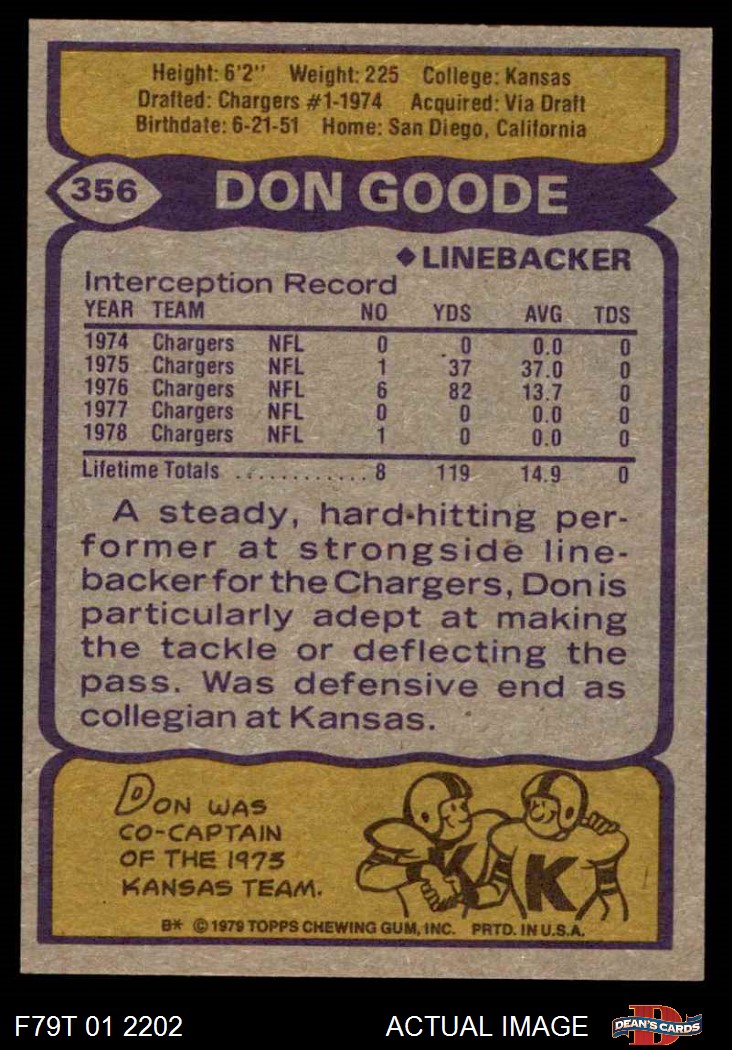 Height: 6'2" Weight: 225 College: Kansas
Drafted: Chargers #1-1974 Acquired: Via Draft
Birthdate: 6-21-51 Home: San Diego, California
356 DON GOODE
◆LINEBACKER
Interception Record
YEAR TEAM NO YDS AVG TDS
1974 Chargers NFL 0 0 0.0 0
1975 Chargers NFL 1 37 37.0 0
1976 Chargers NFL 6 82 13.7 0
1977 Chargers NFL 0 0 0.0 0
1978 Chargers NFL 1 0 0.0 0
Lifetime Totals ............ 8 119 14.9 0
A steady, hard-hitting per-
former at strongside line-
backer for the Chargers, Don is
particularly adept at making
the tackle or deflecting the
pass. Was defensive end as
collegian at Kansas.
DON WAS
CO-CAPTAIN
OF THE 1973
KANSAS TEAM.
K K
B* © 1979 TOPPS CHEWING GUM, INC. PRTD. IN U.S.A.
F79T 01 2202 ACTUAL IMAGE D DEAN'S CARDS